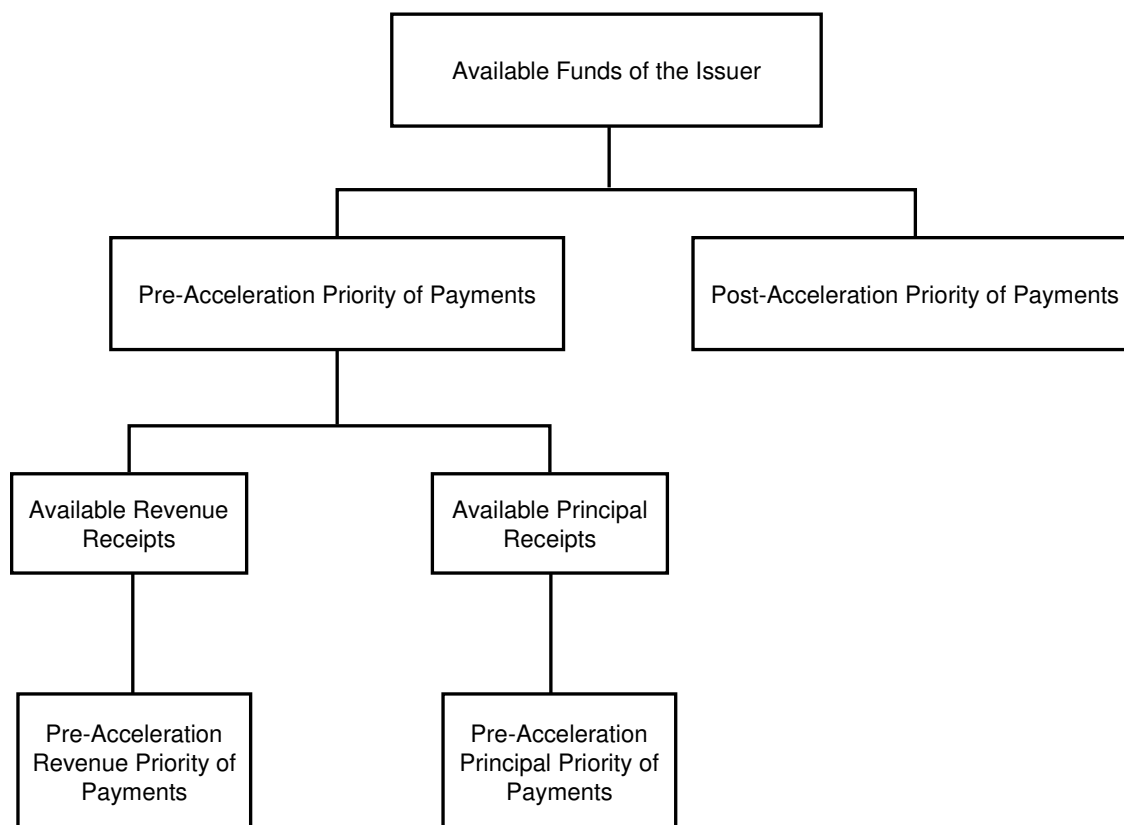 Available Funds of the Issuer
Pre-Acceleration Priority of Payments
Post-Acceleration Priority of Payments
Available Revenue
Receipts
Available Principal
Receipts
Pre-Acceleration
Revenue Priority of
Payments
Pre-Acceleration
Principal Priority of
Payments